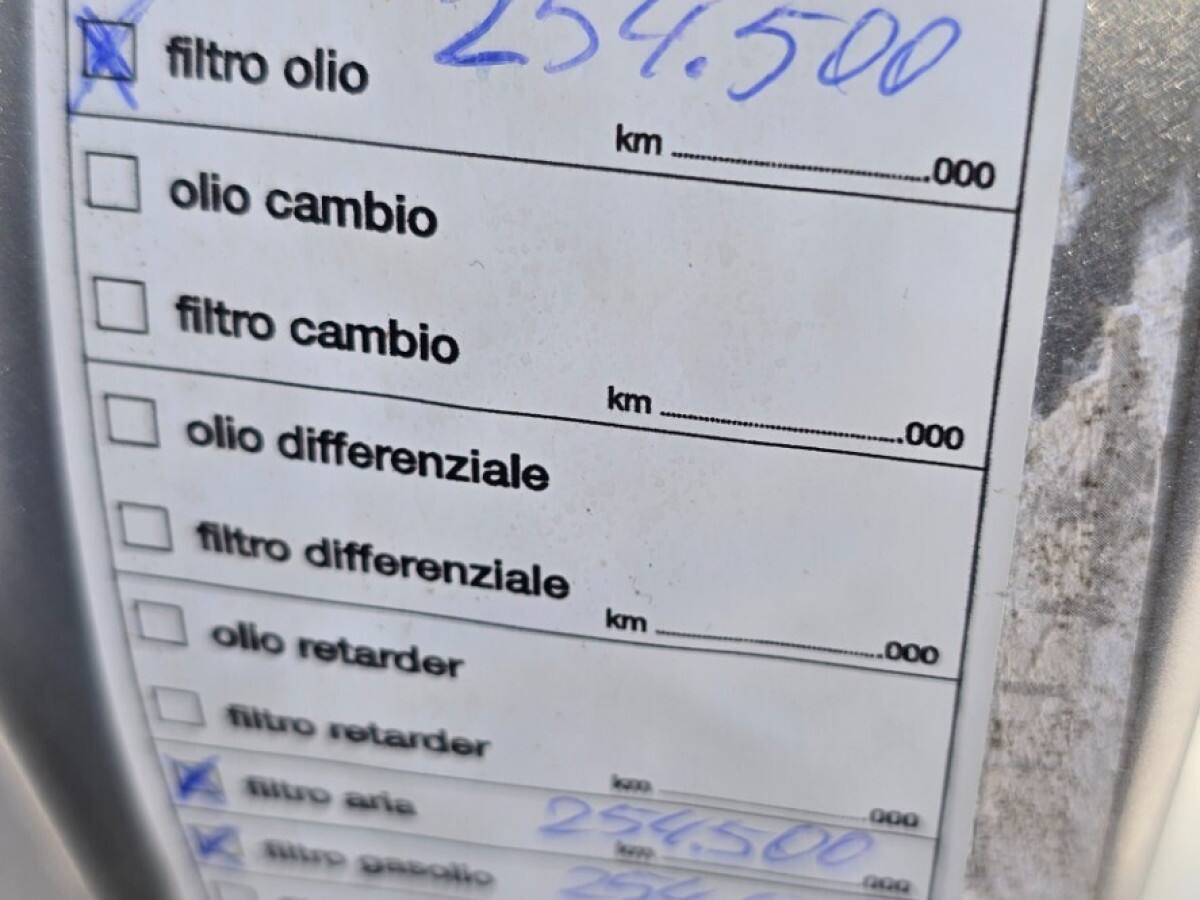 filtro olio 254.500
km ........................000
olio cambio
filtro cambio
km ........................000
olio differenziale
filtro differenziale
km ........................000
olio retarder
filtro retarder
km ........................000
filtro aria 254.500
km ........................000
filtro gasolio 254.